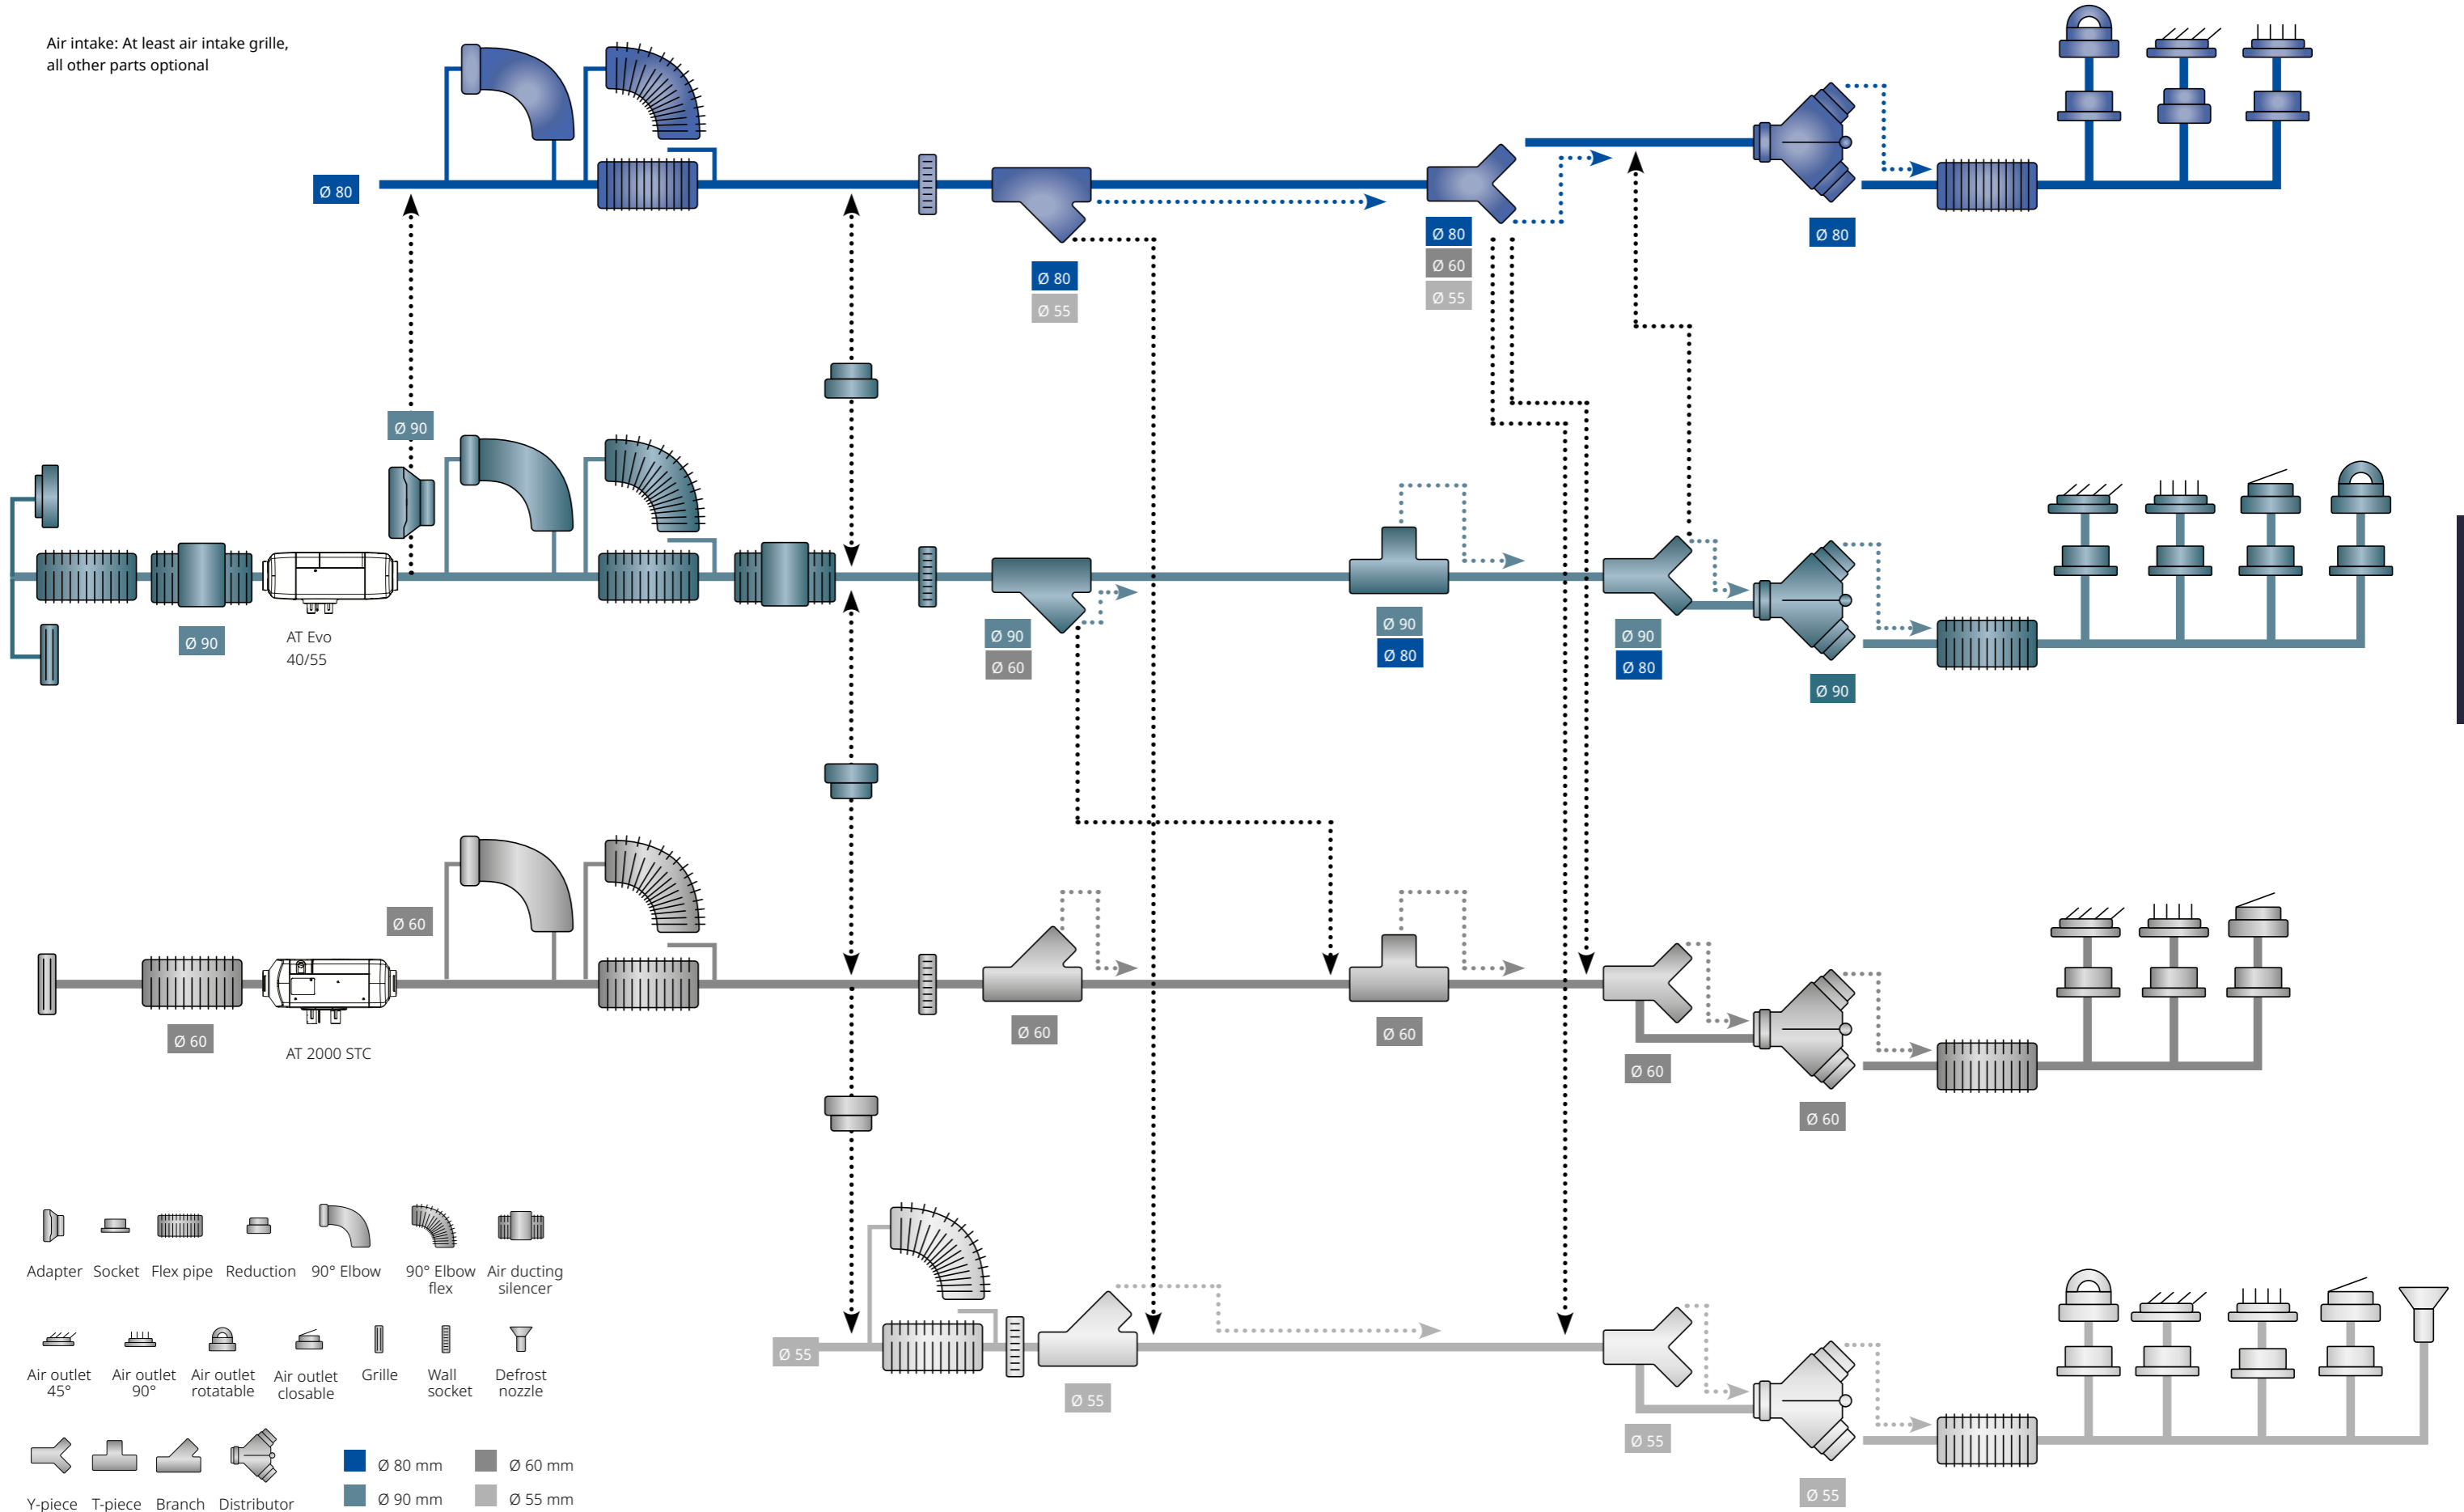 Air intake: At least air intake grille,
all other parts optional
Ø 80
Ø 80
Ø 55
Ø 80
Ø 60
Ø 55
Ø 80
Ø 90
Ø 90
AT Evo
40/55
Ø 90
Ø 60
Ø 90
Ø 80
Ø 90
Ø 80
Ø 90
Ø 60
Ø 60
AT 2000 STC
Ø 60
Ø 60
Ø 60
Ø 60
Ø 55
Ø 55
Ø 55
Ø 55
Adapter
Socket
Flex pipe
Reduction
90° Elbow
90° Elbow
flex
Air ducting
silencer
Air outlet
45°
Air outlet
90°
Air outlet
rotatable
Air outlet
closable
Grille
Wall
socket
Defrost
nozzle
Y-piece
T-piece
Branch
Distributor
Ø 80 mm
Ø 60 mm
Ø 90 mm
Ø 55 mm